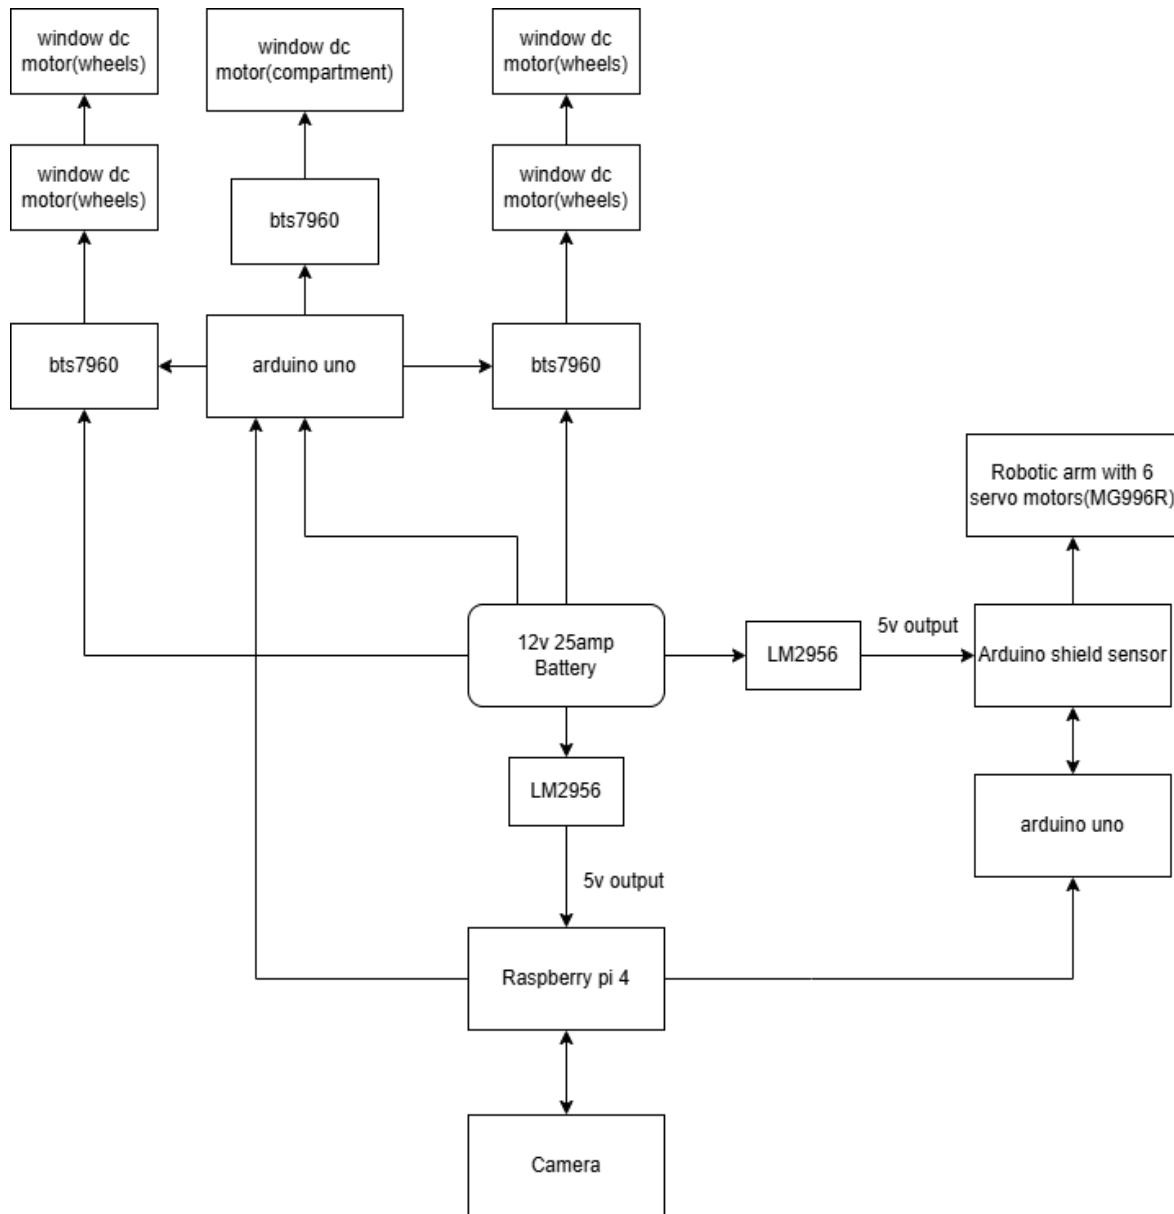 window dc
motor(wheels)
window dc
motor(compartment)
window dc
motor(wheels)
window dc
motor(wheels)
bts7960
window dc
motor(wheels)
bts7960
arduino uno
bts7960
Robotic arm with 6
servo motors(MG996R)
12v 25amp
Battery
LM2956
5v output
Arduino shield sensor
LM2956
arduino uno
5v output
Raspberry pi 4
Camera